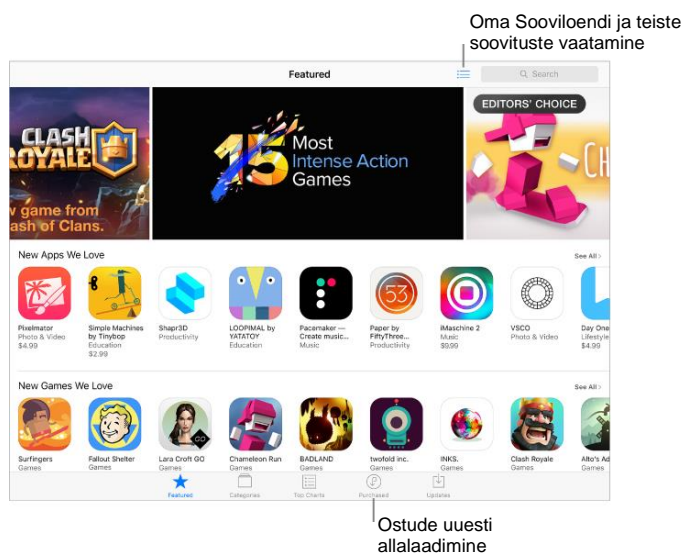 Oma Sooviloendi ja teiste
soovituste vaatamine
Featured
Search
CLASH
ROYALE
v game from
ash of Clans.
15 Most
Intense Action
Games
EDITORS' CHOICE
CH
New Apps We Love
See All >
Pixelmator
Photo & Video
$4.99
Simple Machines
by Tinybop
Education
$2.99
Shapr3D
Productivity
LOOPIMAL by
YATATOY
Education
Pacemaker —
Create music...
Music
53
Paper by
FiftyThree...
Productivity
iMaschine 2
Music
$9.99
VSCO
Photo & Video
Day One
Lifestyle
$4.99
New Games We Love
See All >
Surfingers
Games
Fallout Shelter
Games
GO
Lara Croft GO
Games
Chameleon Run
Games
BADLAND
Games
twofold inc.
Games
INKS.
Games
Clash Royale
Games
Alto's Ad
Games
Featured
Categories
Top Charts
Purchased
Updates
Ostude uuesti
allalaadimine